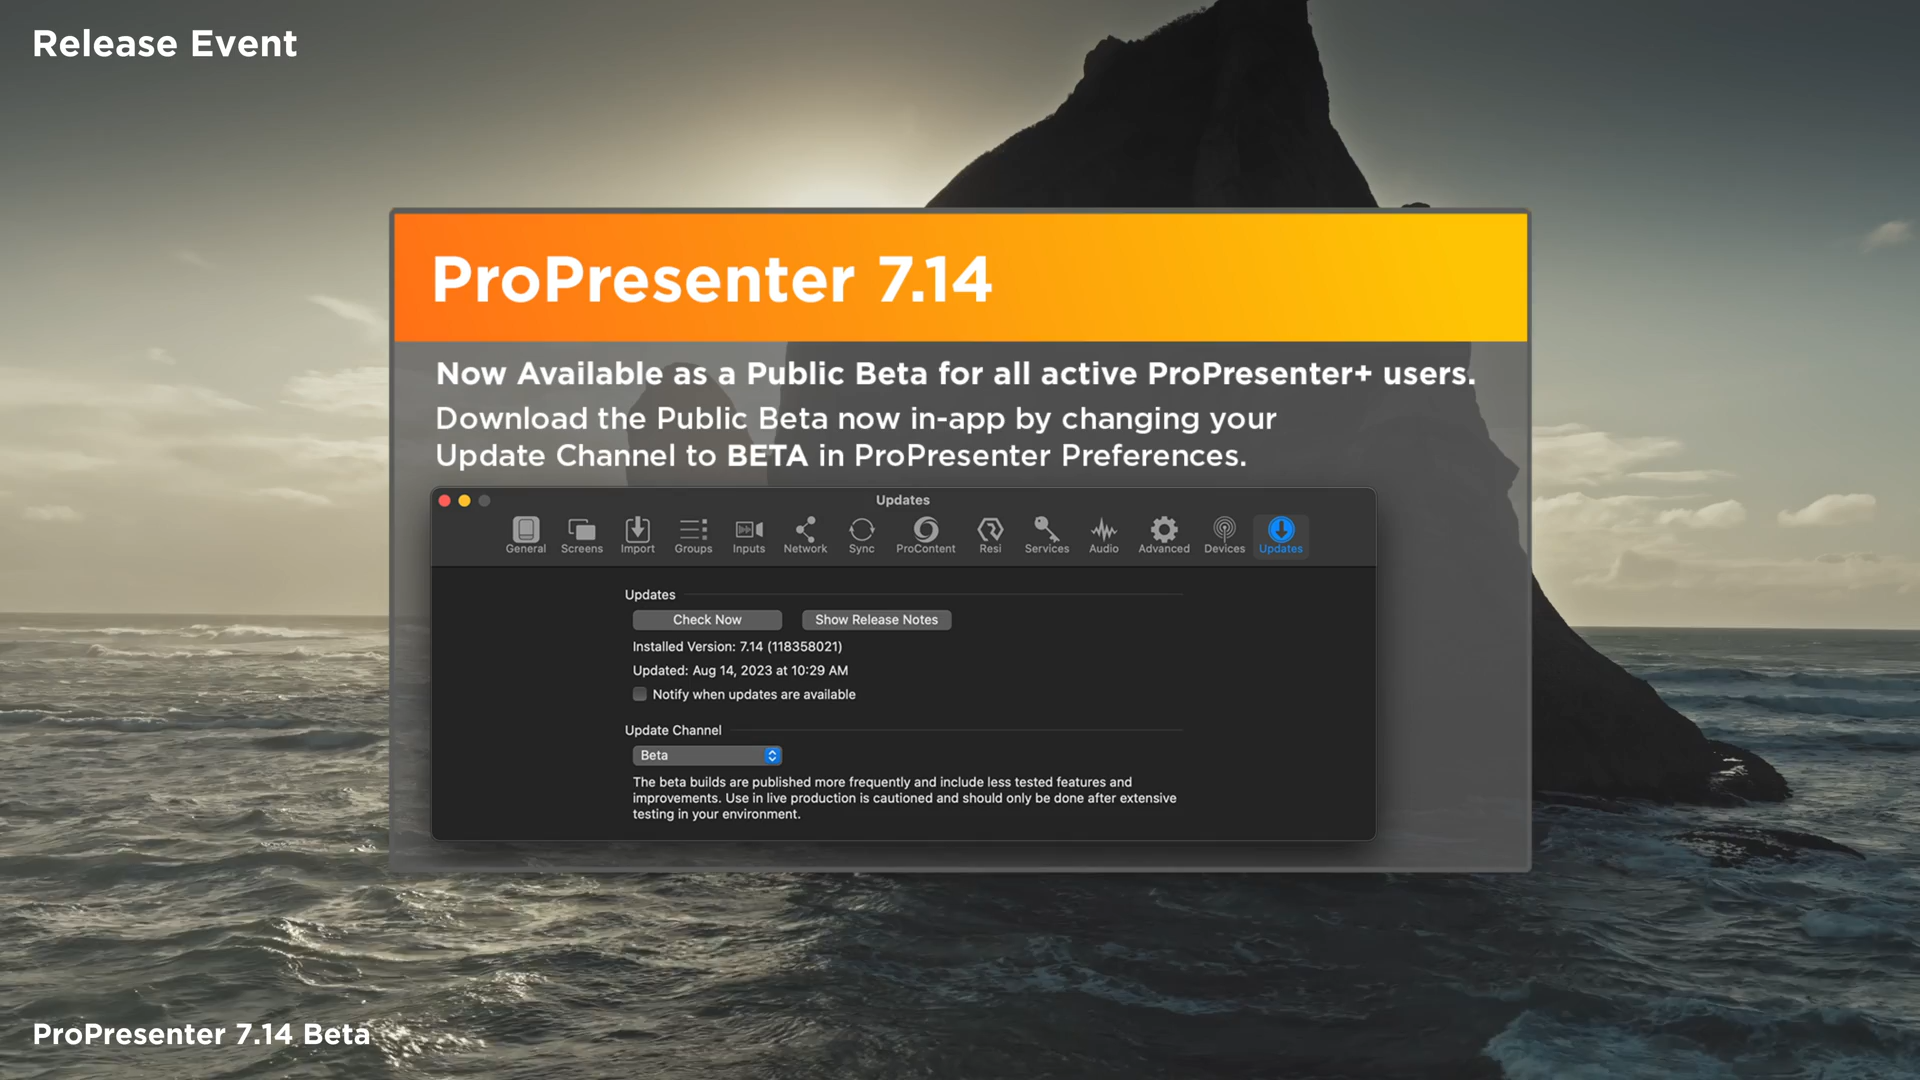 Release Event
ProPresenter 7.14
Now Available as a Public Beta for all active ProPresenter+ users.
Download the Public Beta now in-app by changing your
Update Channel to BETA in ProPresenter Preferences.
Updates
General Screens Import Groups Inputs Network Sync ProContent Resi Services Audio Advanced Devices Updates
Updates
Check Now Show Release Notes
Installed Version: 7.14 (118358021)
Updated: Aug 14, 2023 at 10:29 AM
Notify when updates are available
Update Channel
Beta
The beta builds are published more frequently and include less tested features and
improvements. Use in live production is cautioned and should only be done after extensive
testing in your environment.
ProPresenter 7.14 Beta